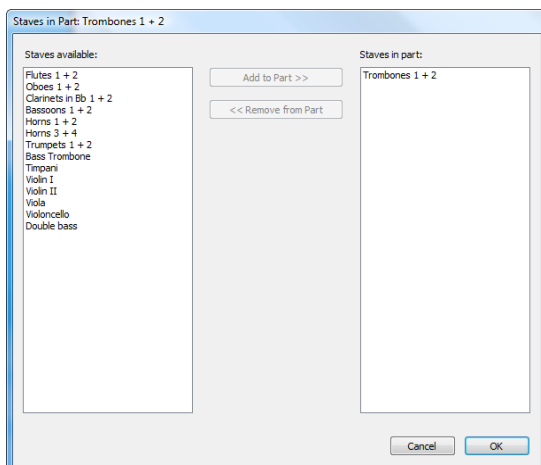 Staves in Part: Trombones 1 + 2
Staves available:
Flutes 1 + 2
Oboes 1 + 2
Clarinets in Bb 1 + 2
Bassoons 1 + 2
Horns 1 + 2
Horns 3 + 4
Trumpets 1 + 2
Bass Trombone
Timpani
Violin I
Violin II
Viola
Violoncello
Double bass
Add to Part >>
<< Remove from Part
Staves in part:
Trombones 1 + 2
Cancel
OK